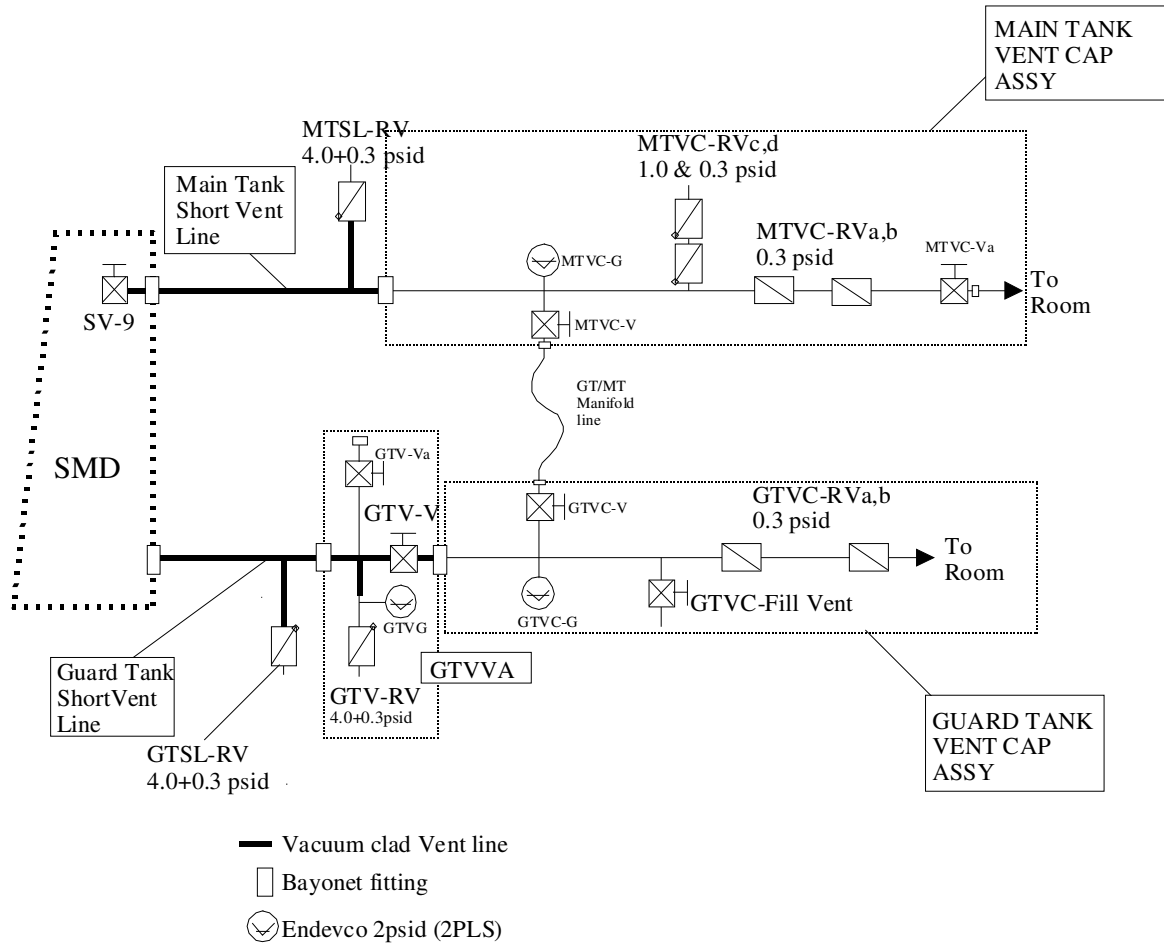 MAIN TANK
VENT CAP
ASSY
MTSL-RV
4.0+0.3 psid
MTVC-RVc,d
1.0 & 0.3 psid
Main Tank
Short Vent
Line
MTVC-RVa,b
0.3 psid
MTVC-Va
MTVC-G
To
Room
SV-9
MTVC-V
GT/MT
Manifold
line
SMD
GTV-Va
GTV-V
GTVC-V
GTVC-RVa,b
0.3 psid
To
Room
GTVG
GTVC-G
GTVC-Fill Vent
Guard Tank
ShortVent
Line
GTV-RV
4.0+0.3psid
GTVVA
GTSL-RV
4.0+0.3 psid
GUARD TANK
VENT CAP
ASSY
Vacuum clad Vent line
Bayonet fitting
Endevco 2psid (2PLS)